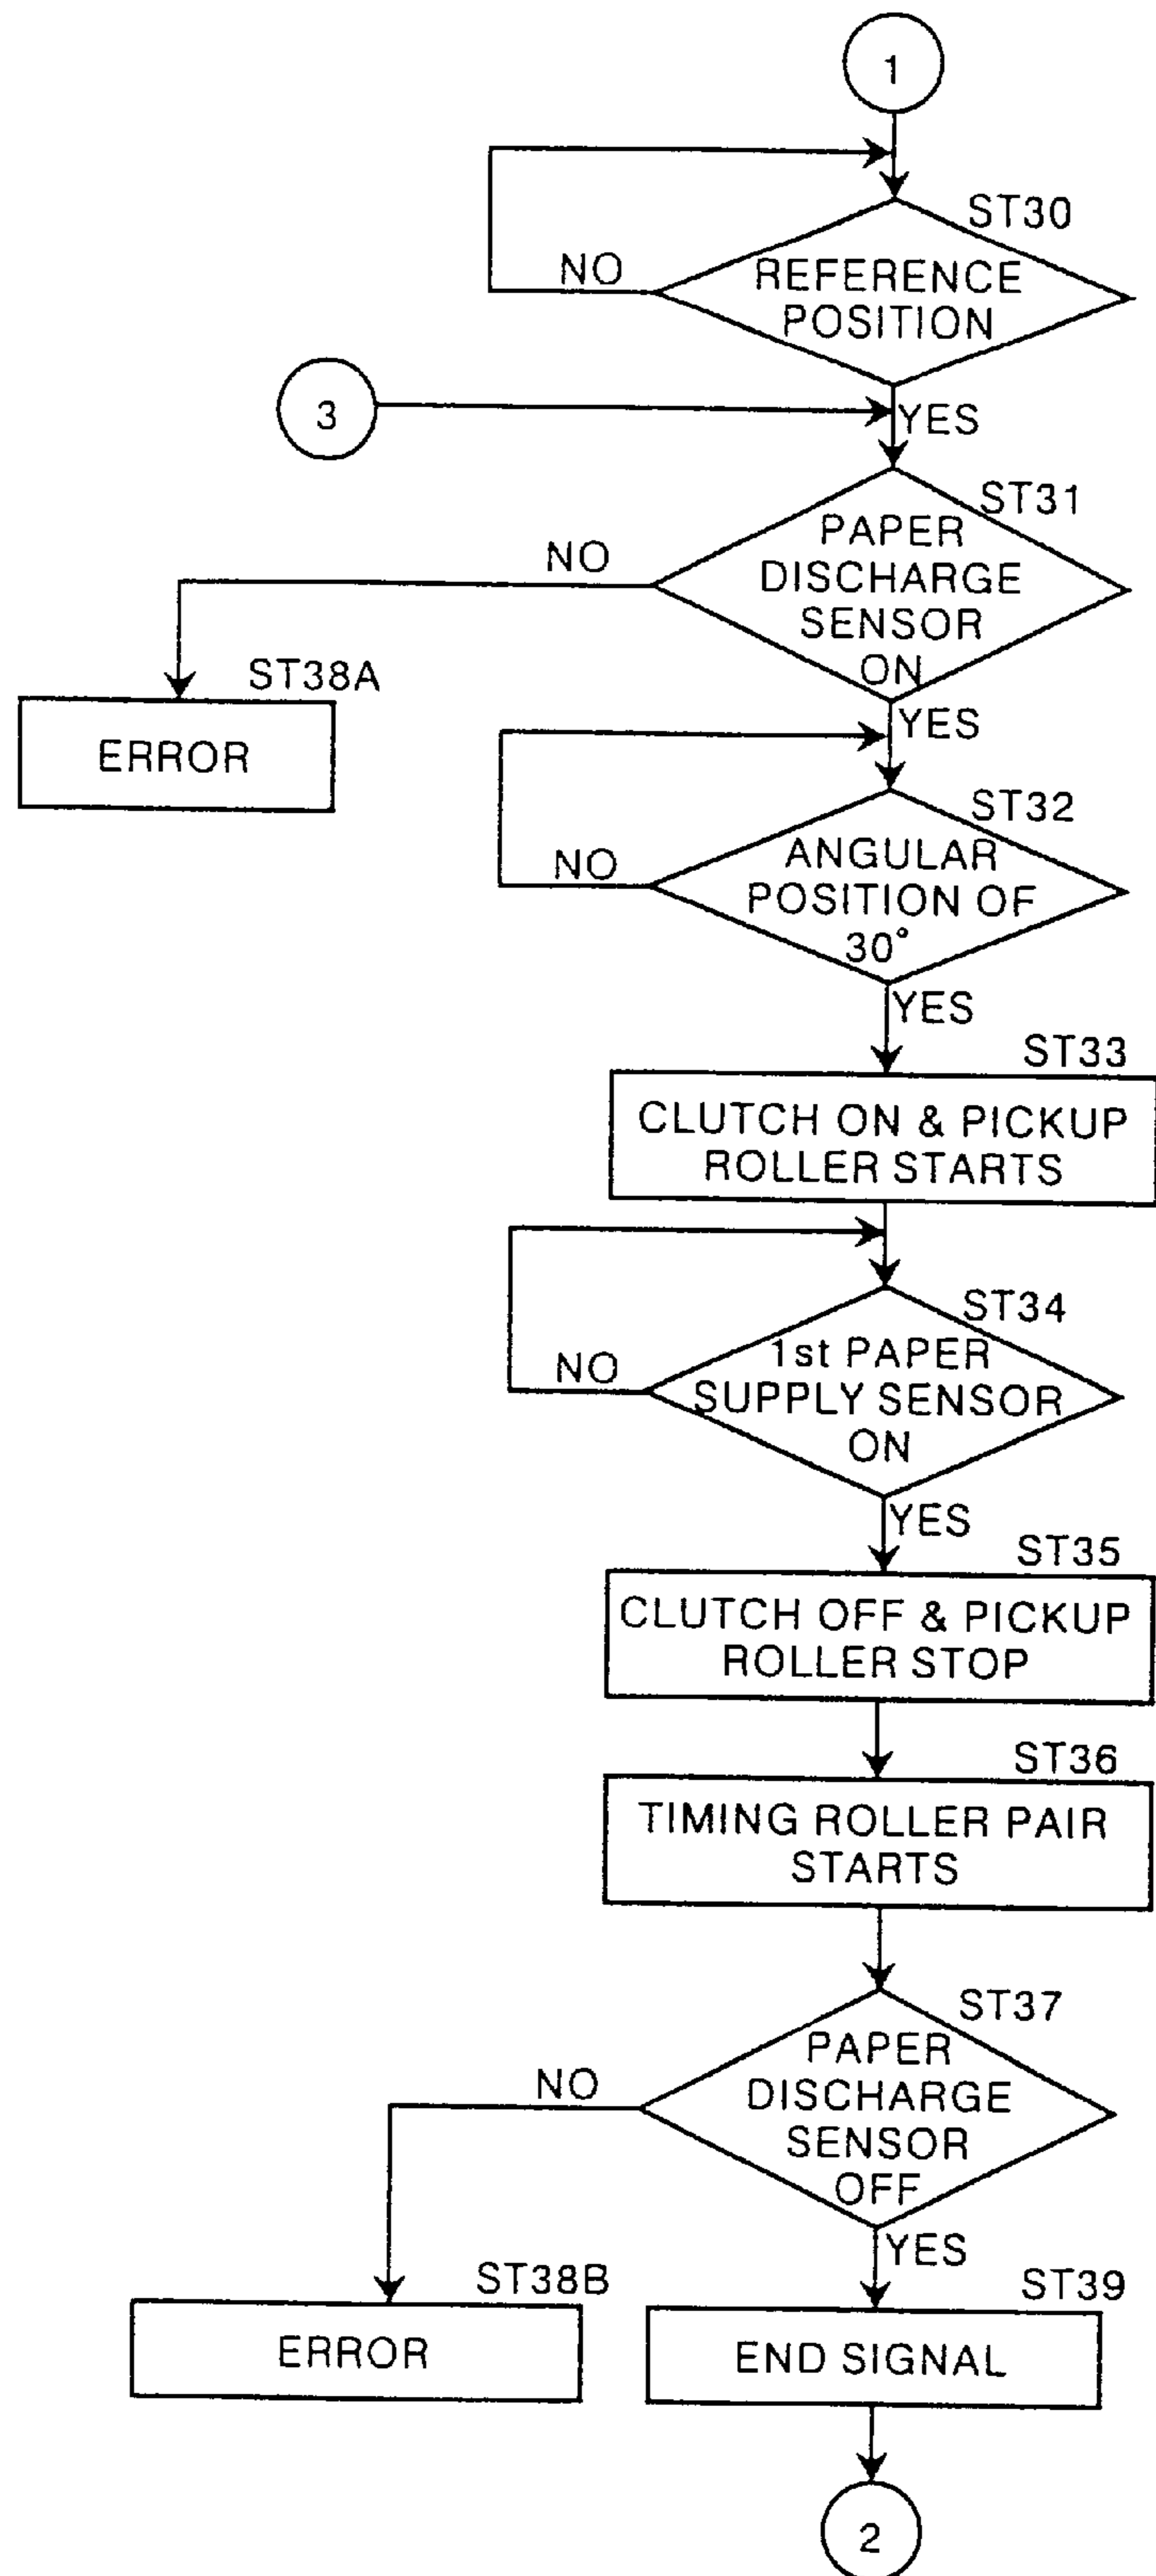 1
ST30
NO
REFERENCE
POSITION
3
YES
ST31
NO
PAPER
DISCHARGE
SENSOR
ON
ST38A
ERROR
YES
ST32
NO
ANGULAR
POSITION OF
30°
YES
ST33
CLUTCH ON & PICKUP
ROLLER STARTS
ST34
NO
1st PAPER
SUPPLY SENSOR
ON
YES
ST35
CLUTCH OFF & PICKUP
ROLLER STOP
ST36
TIMING ROLLER PAIR
STARTS
ST37
NO
PAPER
DISCHARGE
SENSOR
OFF
YES
ST38B
ERROR
ST39
END SIGNAL
2